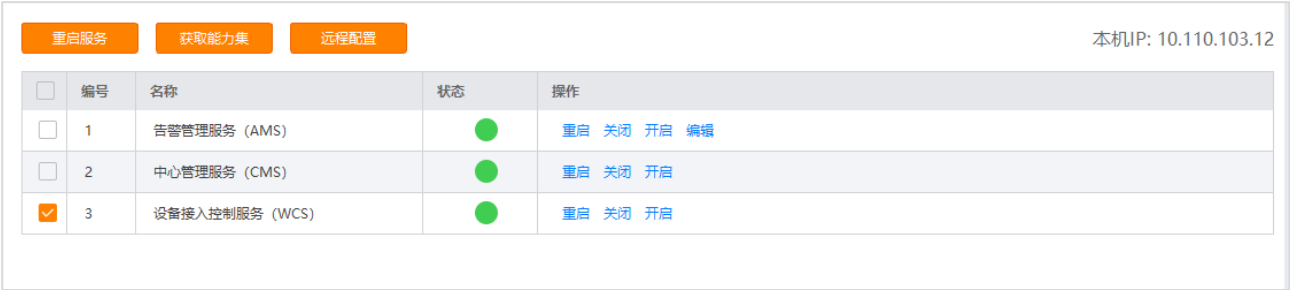 重启服务 获取能力集 远程配置 本机IP: 10.110.103.12
编号 名称 状态 操作
1 告警管理服务 (AMS) 重启 关闭 开启 编辑
2 中心管理服务 (CMS) 重启 关闭 开启
3 设备接入控制服务 (WCS) 重启 关闭 开启